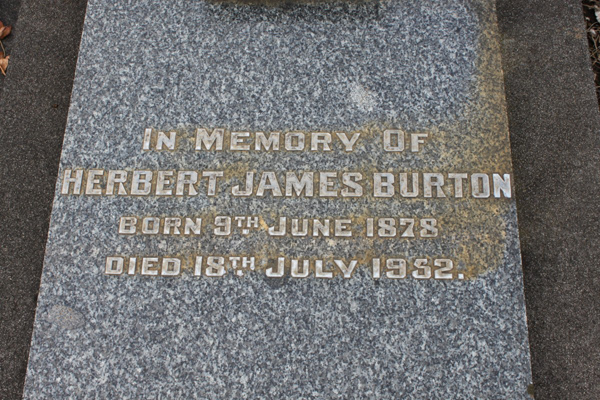 IN MEMORY OF
HERBERT JAMES BURTON
BORN 9TH JUNE 1878
DIED 18TH JULY 1952.